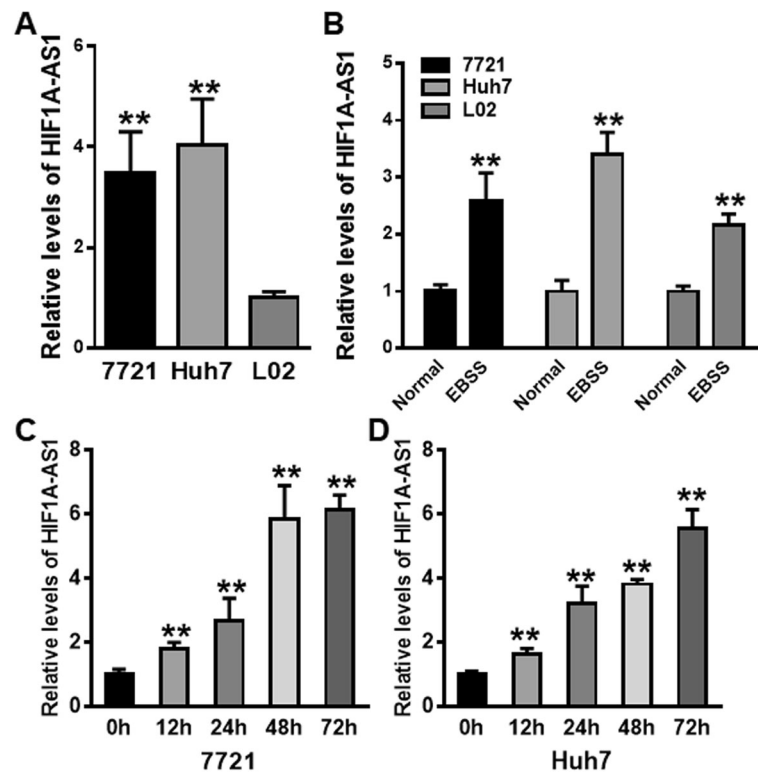 A
Relative levels of HIF1A-AS1
6
4
2
0
** **
7721 Huh7 L02
B
Relative levels of HIF1A-AS1
5
4
3
2
1
0
7721
Huh7
L02
** ** **
Normal EBSS Normal EBSS Normal EBSS
C
Relative levels of HIF1A-AS1
8
6
4
2
0
** ** ** **
0h 12h 24h 48h 72h
7721
D
Relative levels of HIF1A-AS1
8
6
4
2
0
** ** ** **
0h 12h 24h 48h 72h
Huh7